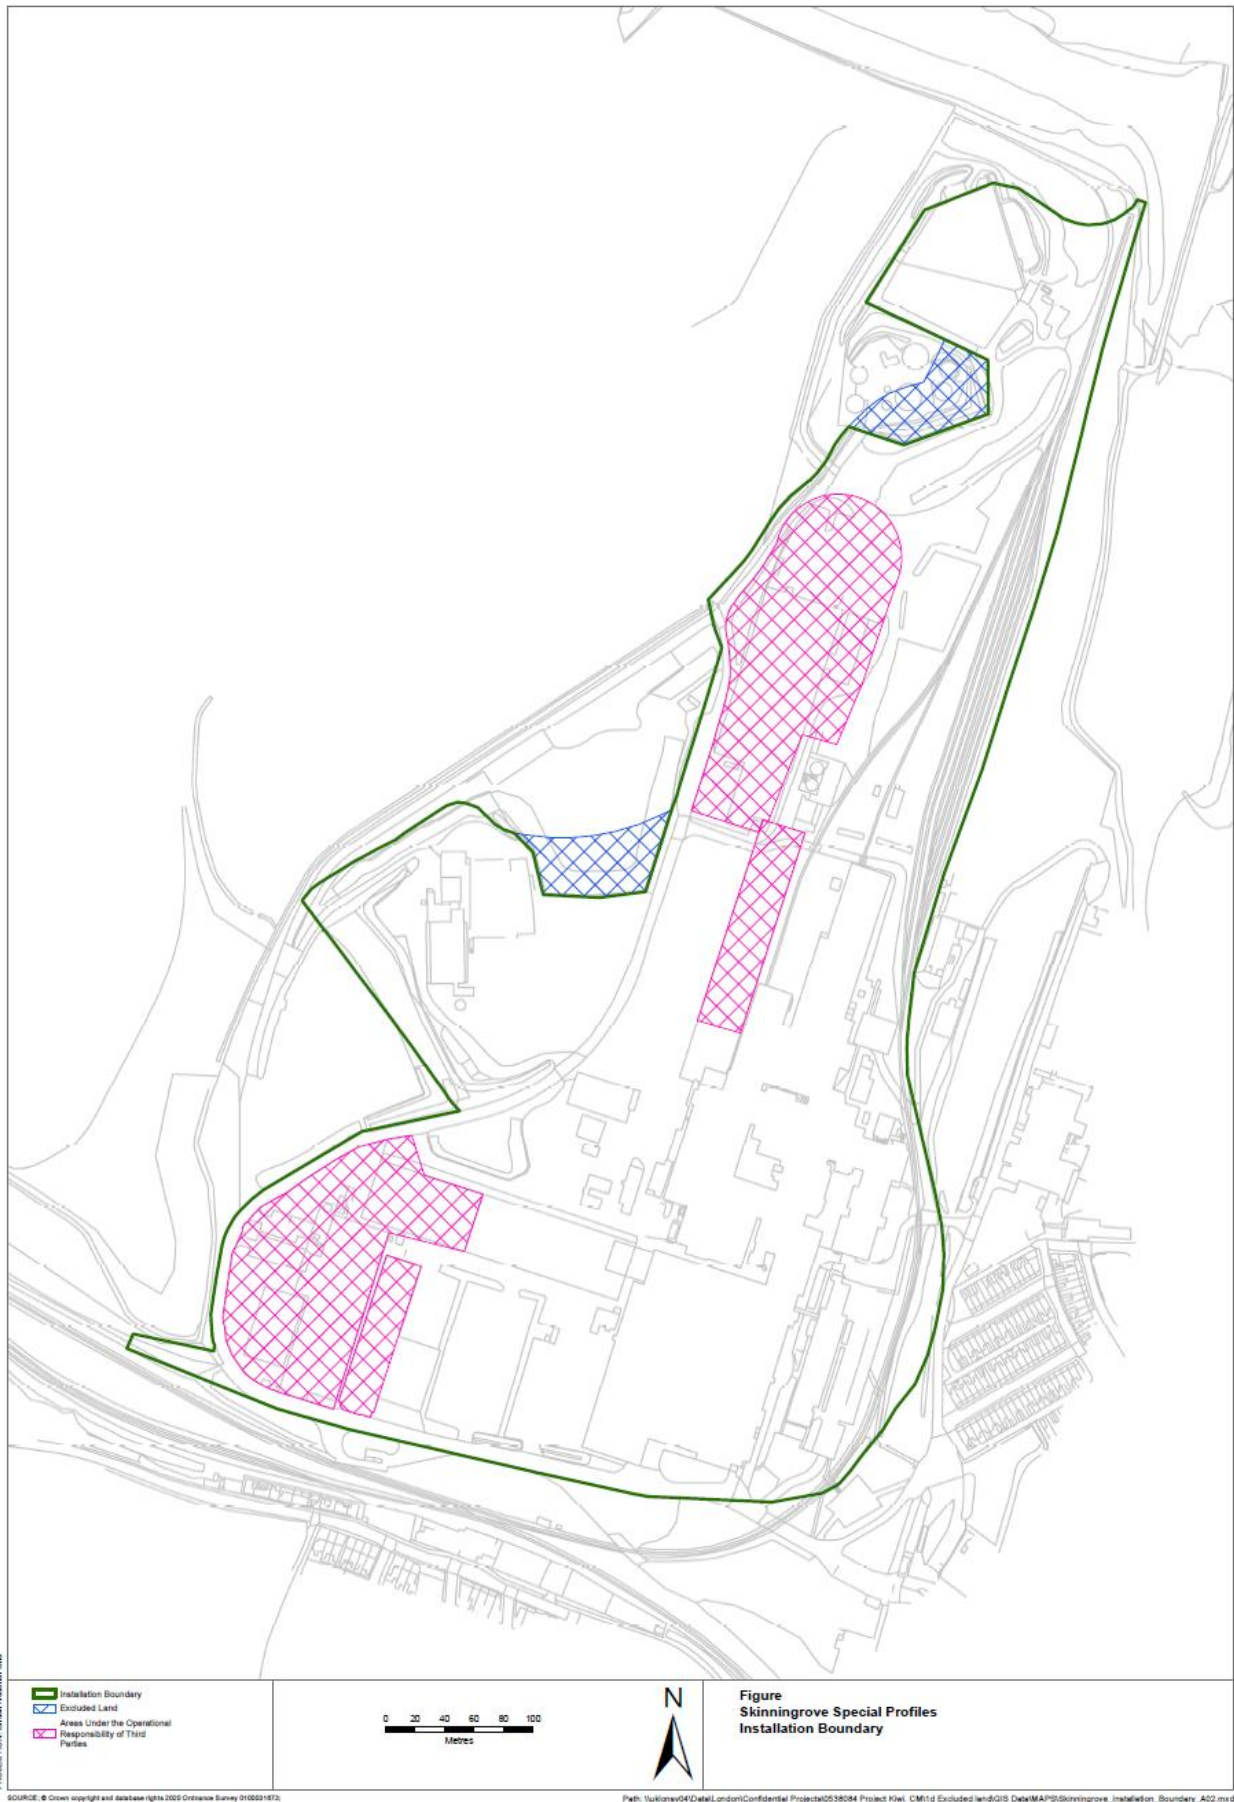 Installation Boundary
Excluded Land
Areas Under the Operational
Responsibility of Third
Parties
0 20 40 60 80 100
Metres
N
Figure
Skinningrove Special Profiles
Installation Boundary
SOURCE: © Crown copyright and database rights 2020 Ordnance Survey